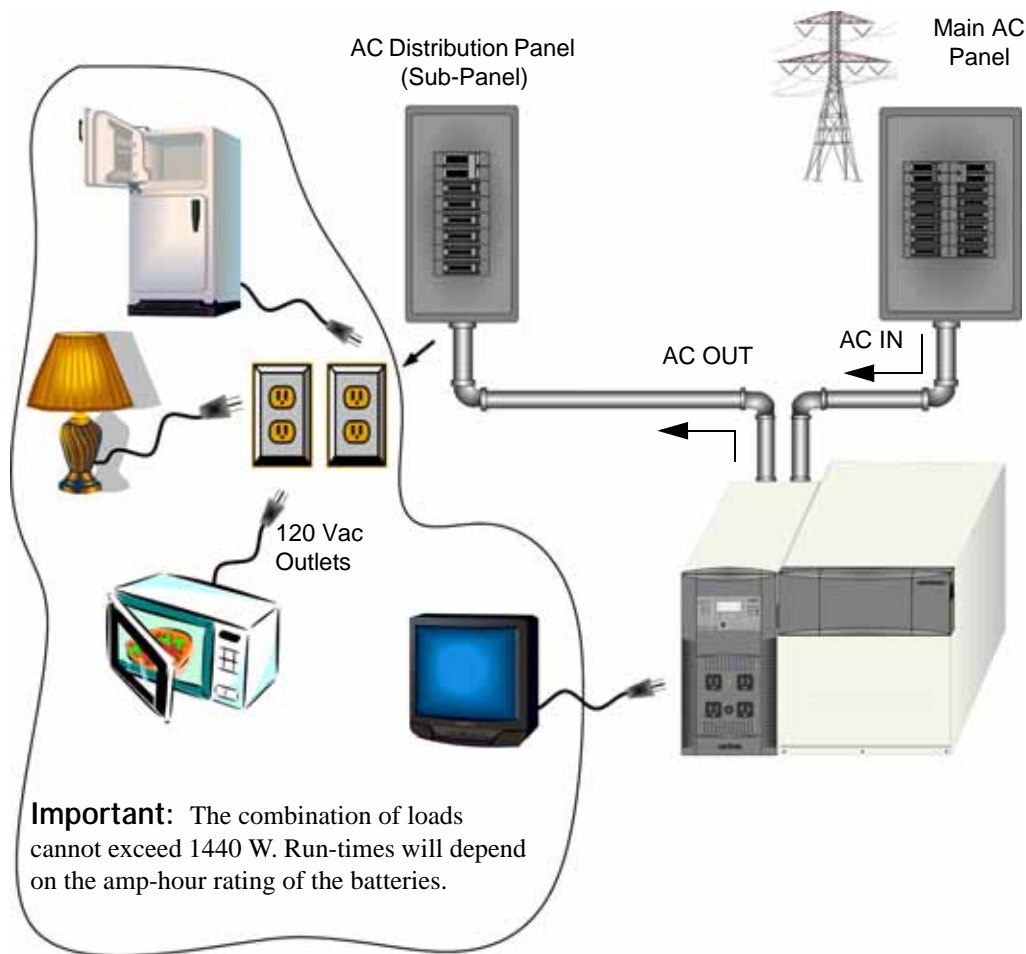 AC Distribution Panel
(Sub-Panel)
Main AC
Panel
AC OUT
AC IN
120 Vac
Outlets
Important: The combination of loads
cannot exceed 1440 W. Run-times will depend
on the amp-hour rating of the batteries.